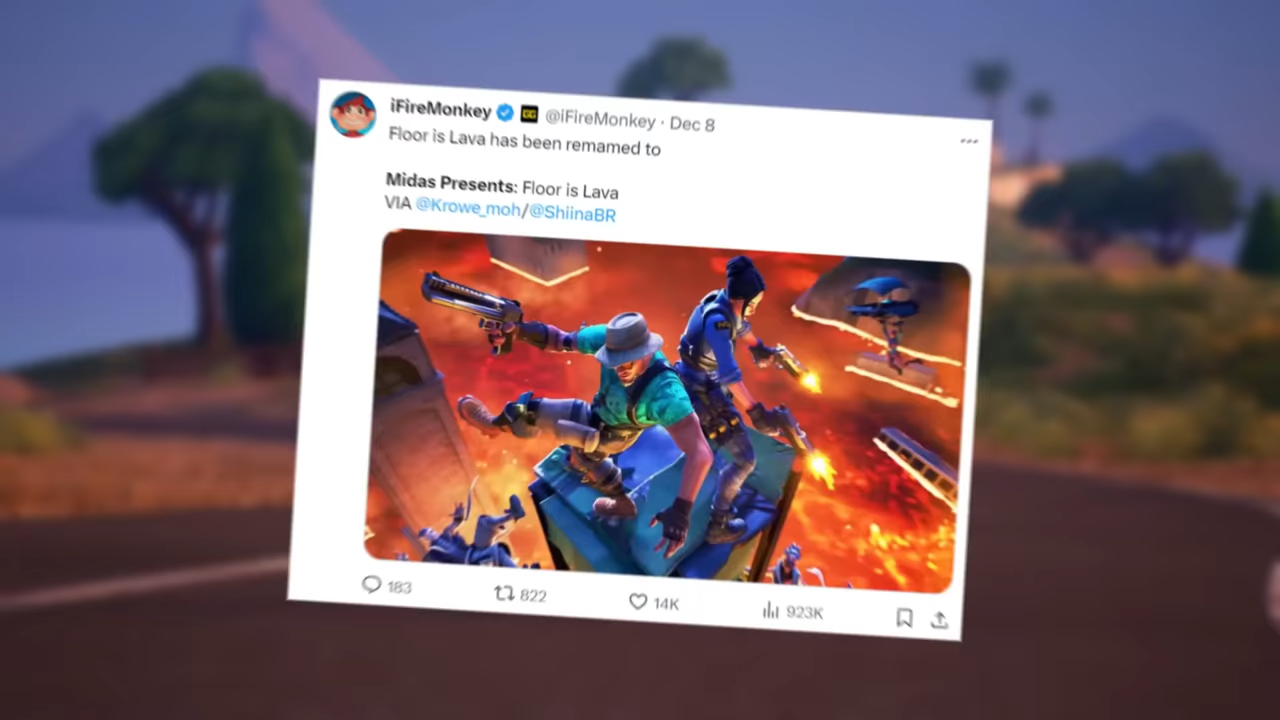 iFireMonkey @iFireMonkey · Dec 8
Floor is Lava has been remamed to
Midas Presents: Floor is Lava
VIA @Krowe_moh/@ShiinaBR
183 822 14K 923K